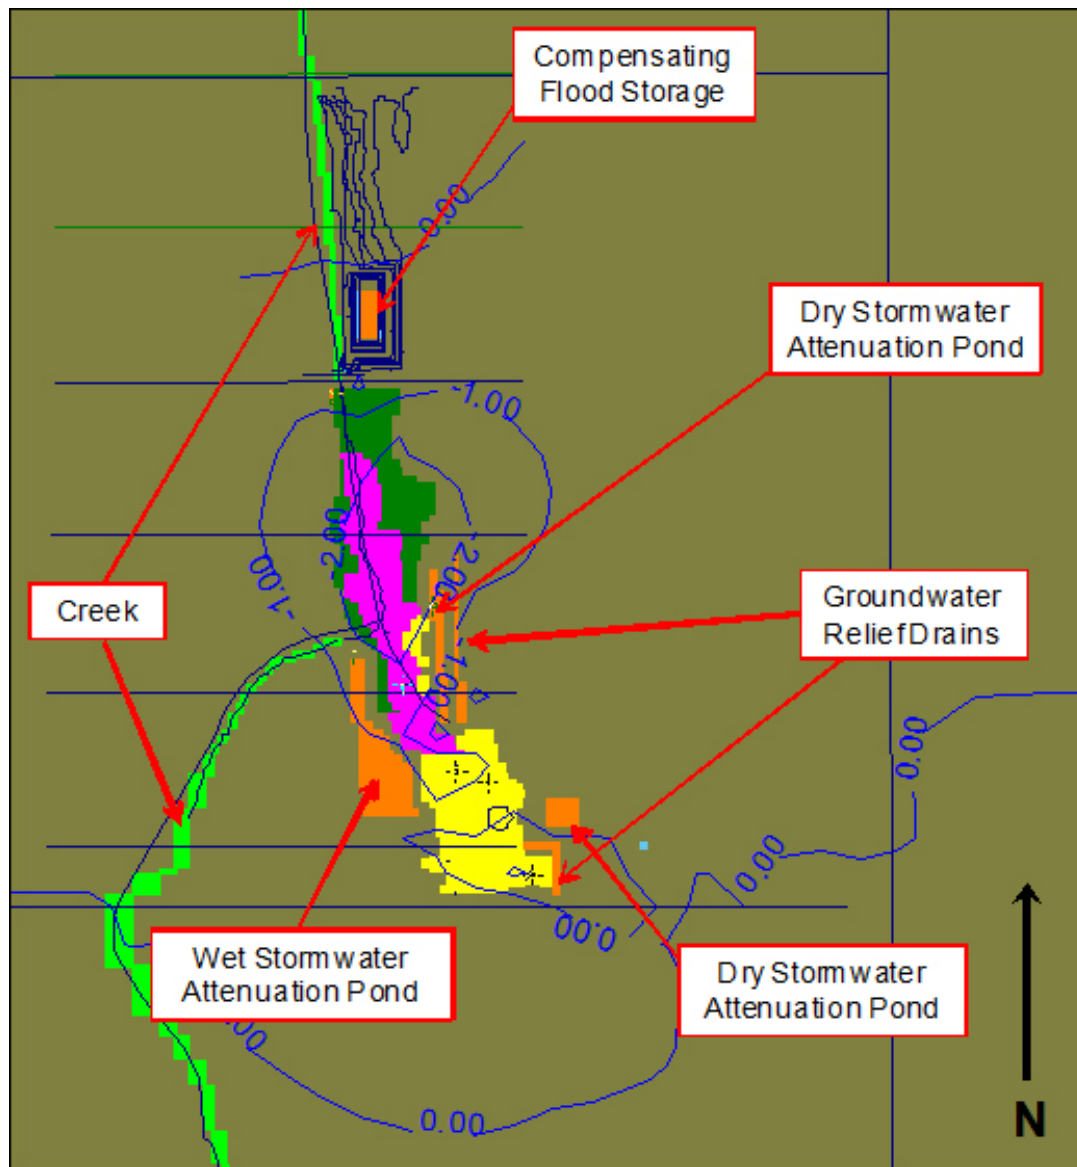 Compensating
Flood Storage
0.00
Dry Stormwater
Attenuation Pond
-1.00
-2.00
-2.00
-1.00
Creek
Groundwater
Relief Drains
-1.00
0.00
0.00
0.00
Wet Stormwater
Attenuation Pond
Dry Stormwater
Attenuation Pond
.00
0.00
N